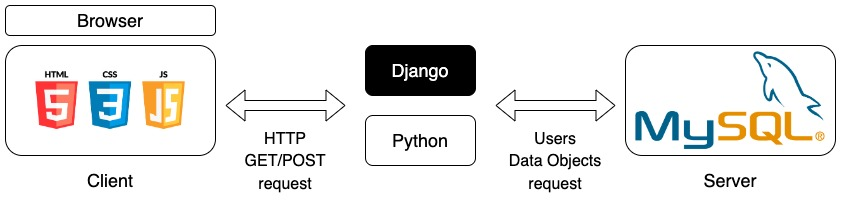 Browser
HTML
CSS
JS
5
3
JS
Client
HTTP
GET/POST
request
Django
Python
Users
Data Objects
request
MySQL®
Server